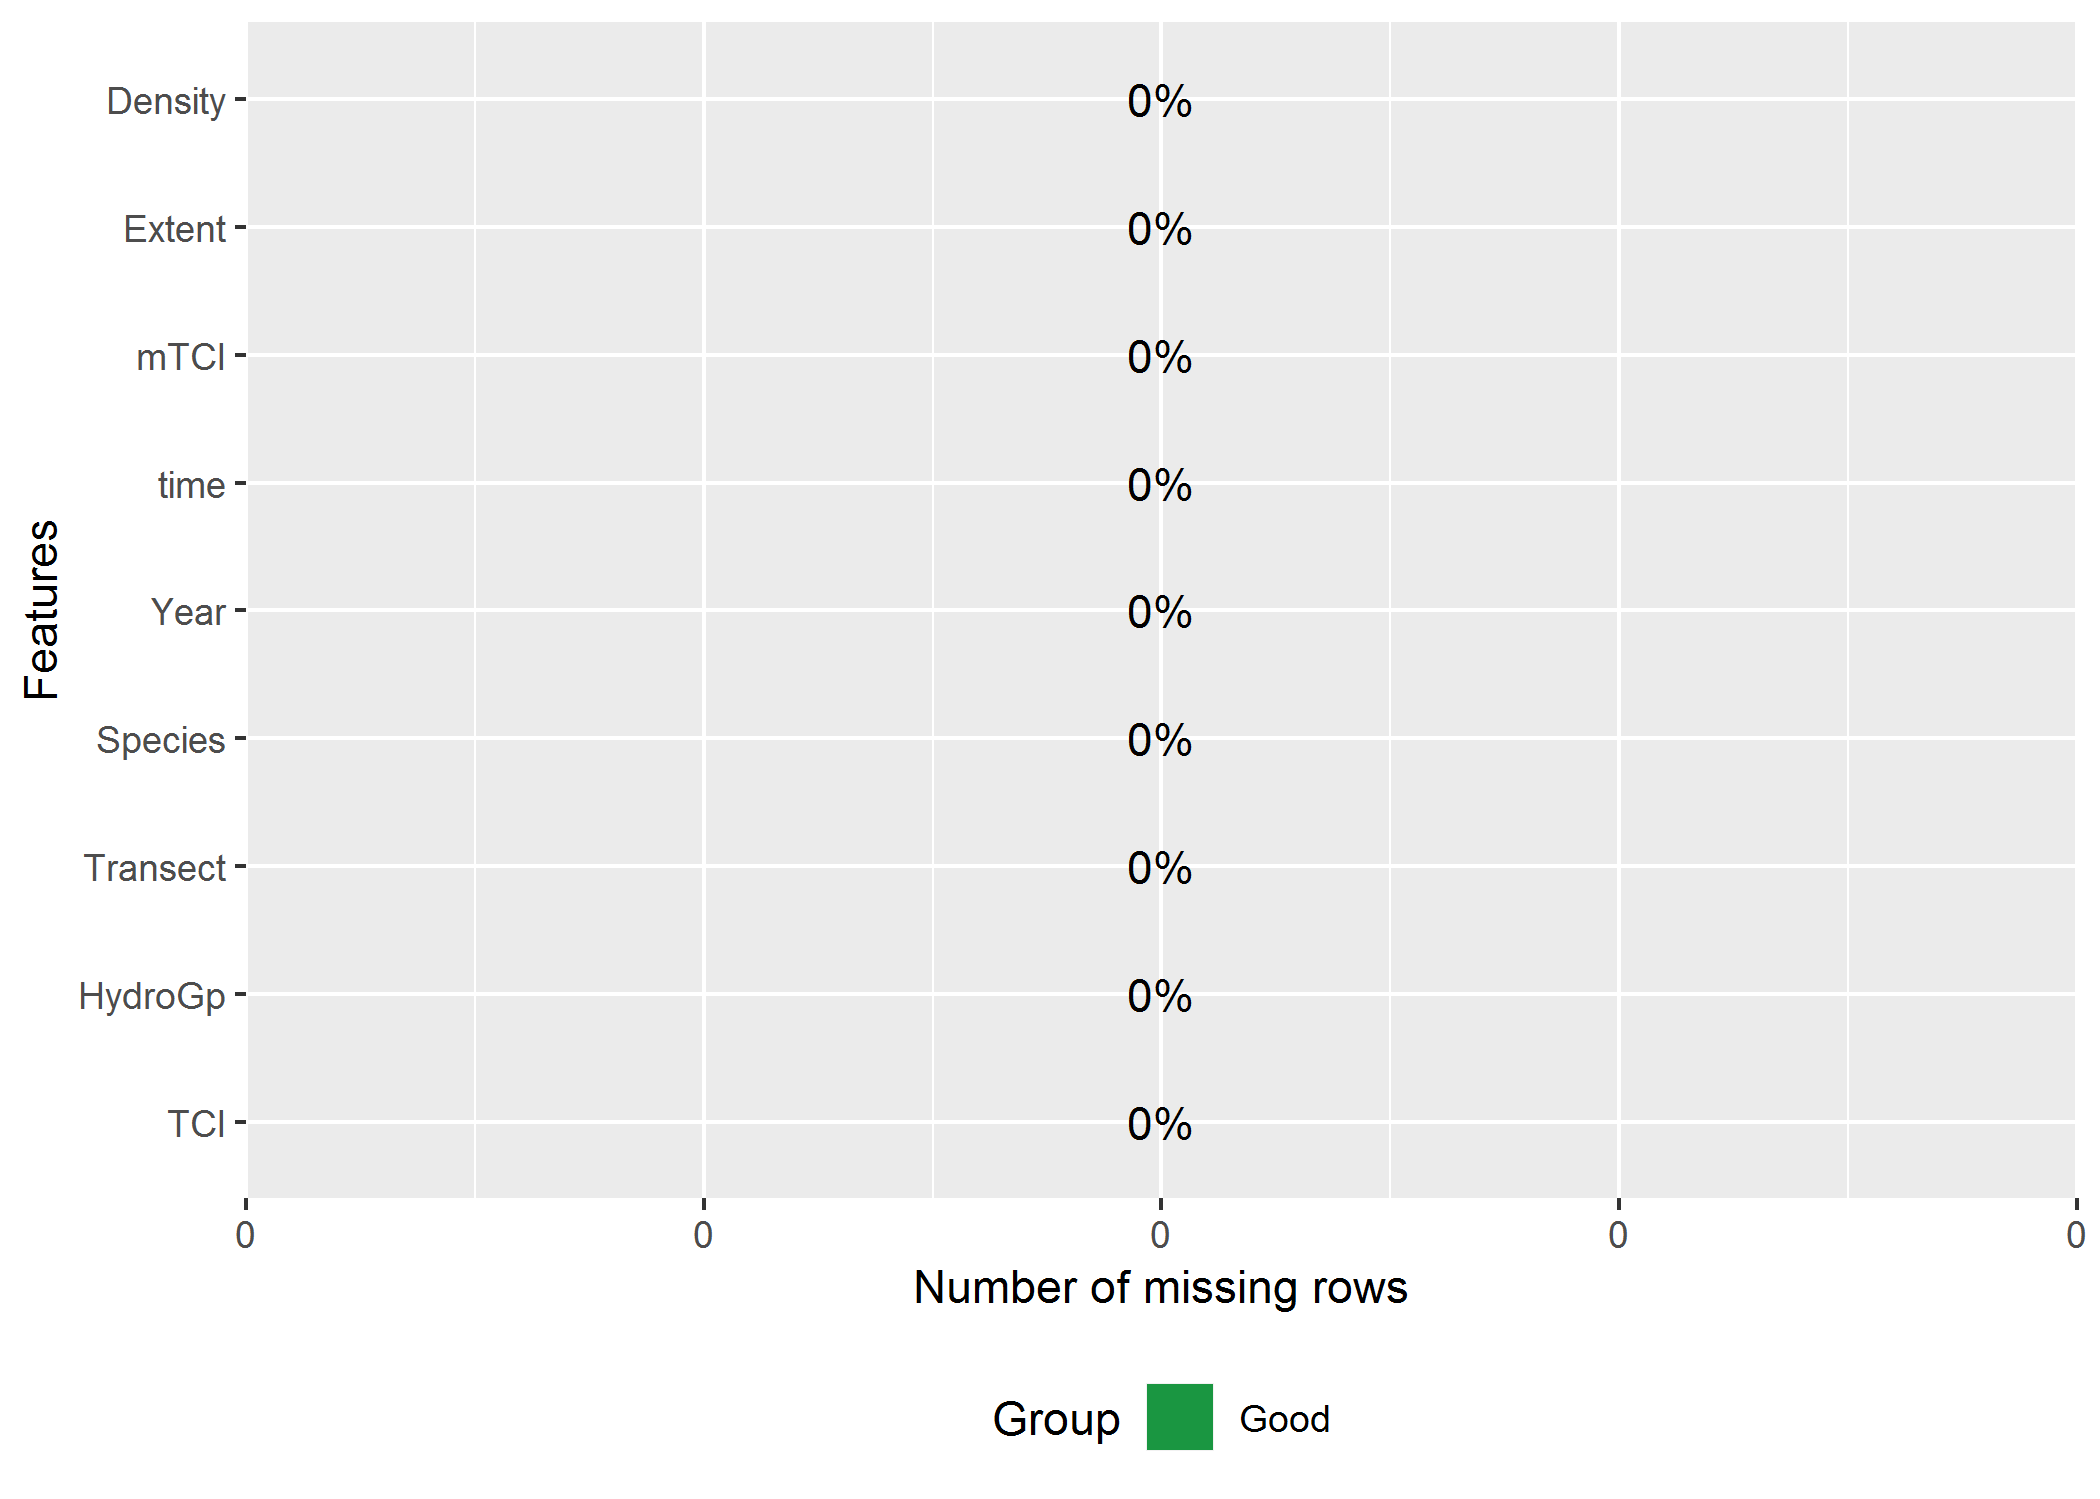 Features
Density 0%
Extent 0%
mTCI 0%
time 0%
Year 0%
Species 0%
Transect 0%
HydroGp 0%
TCI 0%
0 0 0 0 0
Number of missing rows
Group Good